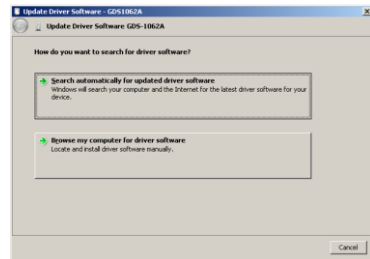 Update Driver Software - GDS1062A
Update Driver Software GDS-1062A
How do you want to search for driver software?
Search automatically for updated driver software
Windows will search your computer and the Internet for the latest driver software for your
device.
Browse my computer for driver software
Locate and install driver software manually.
Cancel